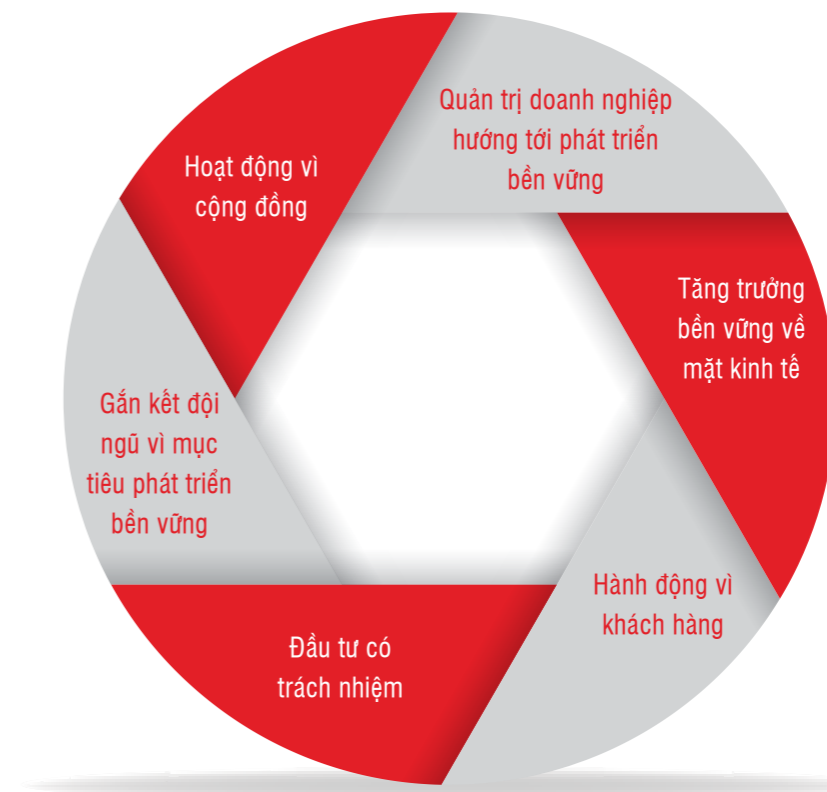 Quản trị doanh nghiệp
hướng tới phát triển
bền vững
Tăng trưởng
bền vững về
mặt kinh tế
Hành động vì
khách hàng
Đầu tư có
trách nhiệm
Gắn kết đội
ngũ vì mục
tiêu phát triển
bền vững
Hoạt động vì
cộng đồng